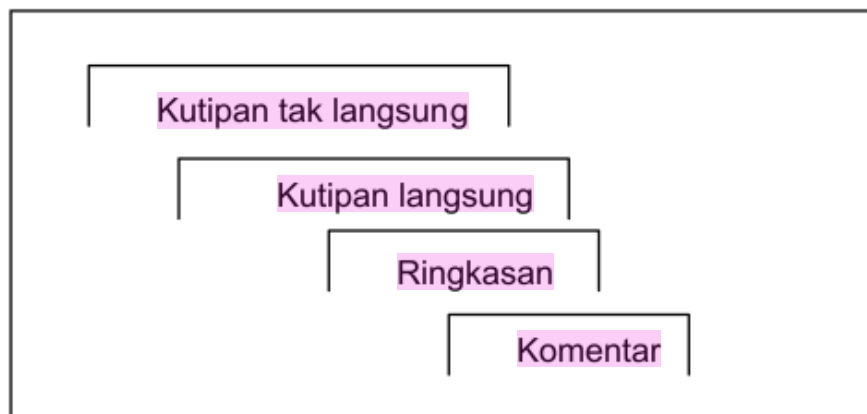 Kutipan tak langsung
Kutipan langsung
Ringkasan
Komentar